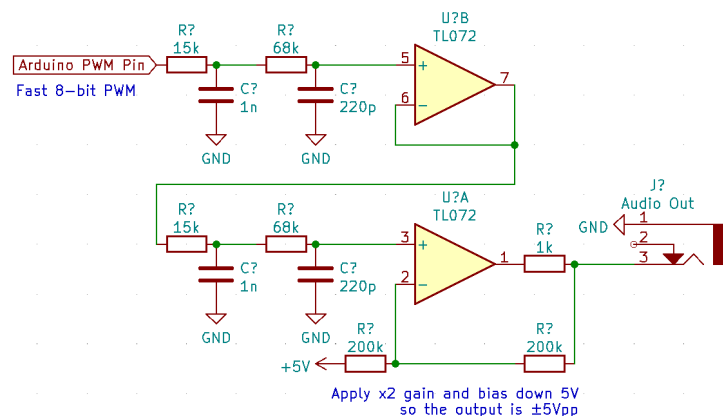 R?
15k
R?
68k
U?B
TL072
Arduino PWM Pin
5
+
7
Fast 8-bit PWM
C?
1n
C?
220p
6
−
GND
GND
R?
15k
R?
68k
U?A
TL072
J?
Audio Out
R?
1k
GND
1
2
3
+
1
3
C?
1n
C?
220p
2
−
GND
GND
R?
200k
R?
200k
+5V
Apply x2 gain and bias down 5V
so the output is ±5Vpp